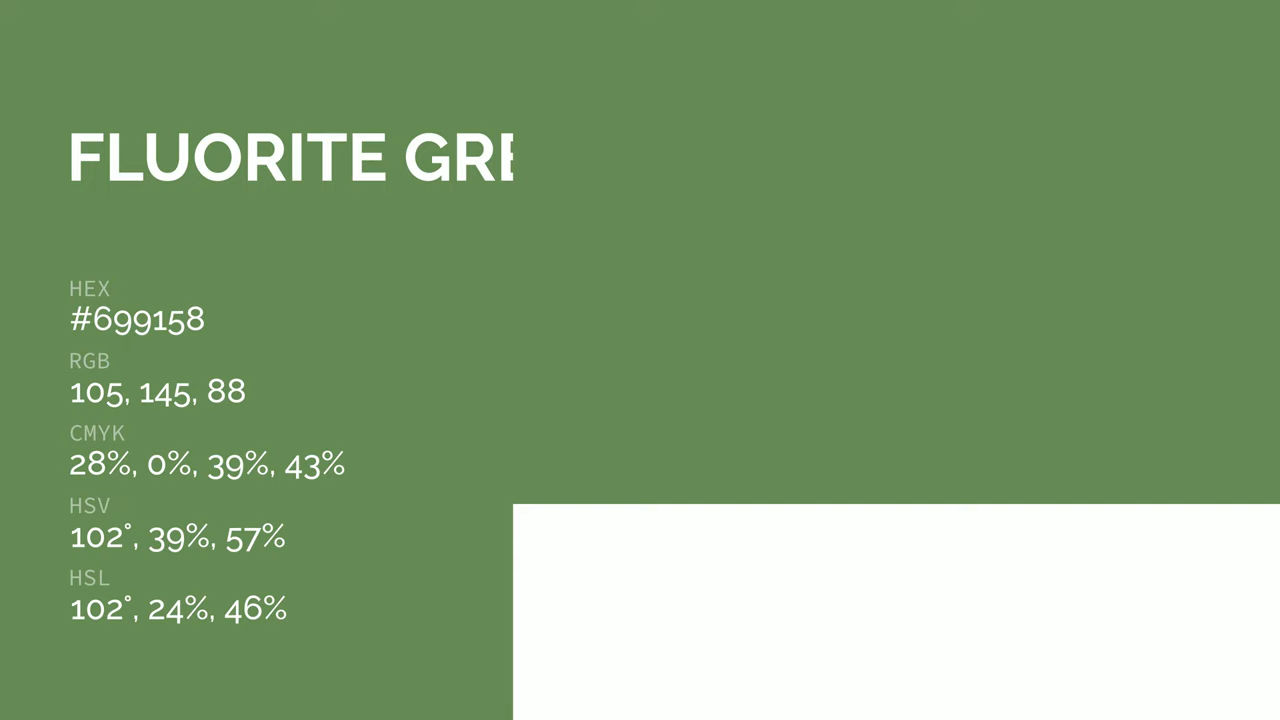 FLUORITE GRE
HEX
#699158
RGB
105, 145, 88
CMYK
28%, 0%, 39%, 43%
HSV
102°, 39%, 57%
HSL
102°, 24%, 46%